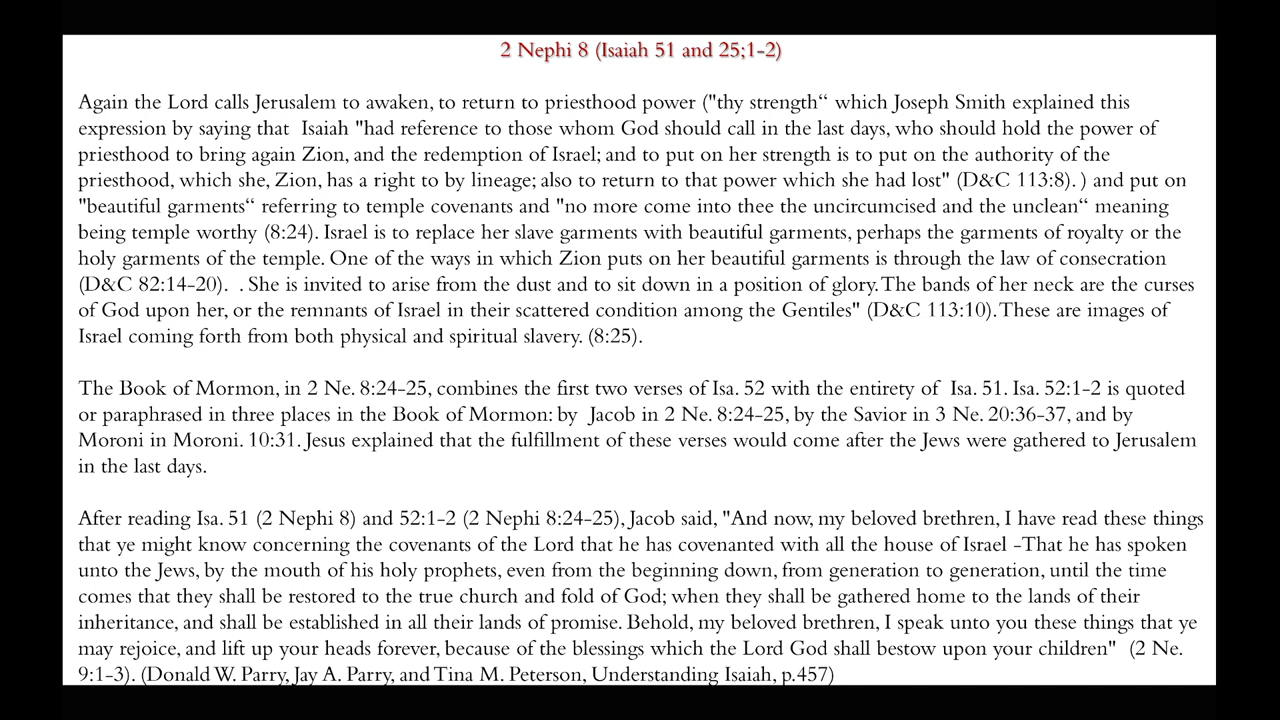 2 Nephi 8 (Isaiah 51 and 25;1-2)
Again the Lord calls Jerusalem to awaken, to return to priesthood power ("thy strength“ which Joseph Smith explained this
expression by saying that  Isaiah "had reference to those whom God should call in the last days, who should hold the power of
priesthood to bring again Zion, and the redemption of Israel; and to put on her strength is to put on the authority of the
priesthood, which she, Zion, has a right to by lineage; also to return to that power which she had lost" (D&C 113:8). ) and put on
"beautiful garments“ referring to temple covenants and "no more come into thee the uncircumcised and the unclean“ meaning
being temple worthy (8:24). Israel is to replace her slave garments with beautiful garments, perhaps the garments of royalty or the
holy garments of the temple. One of the ways in which Zion puts on her beautiful garments is through the law of consecration
(D&C 82:14-20).  . She is invited to arise from the dust and to sit down in a position of glory. The bands of her neck are the curses
of God upon her, or the remnants of Israel in their scattered condition among the Gentiles" (D&C 113:10). These are images of
Israel coming forth from both physical and spiritual slavery. (8:25).
The Book of Mormon, in 2 Ne. 8:24-25, combines the first two verses of Isa. 52 with the entirety of  Isa. 51. Isa. 52:1-2 is quoted
or paraphrased in three places in the Book of Mormon: by  Jacob in 2 Ne. 8:24-25, by the Savior in 3 Ne. 20:36-37, and by
Moroni in Moroni. 10:31. Jesus explained that the fulfillment of these verses would come after the Jews were gathered to Jerusalem
in the last days.
After reading Isa. 51 (2 Nephi 8) and 52:1-2 (2 Nephi 8:24-25), Jacob said, "And now, my beloved brethren, I have read these things
that ye might know concerning the covenants of the Lord that he has covenanted with all the house of Israel -That he has spoken
unto the Jews, by the mouth of his holy prophets, even from the beginning down, from generation to generation, until the time
comes that they shall be restored to the true church and fold of God; when they shall be gathered home to the lands of their
inheritance, and shall be established in all their lands of promise. Behold, my beloved brethren, I speak unto you these things that ye
may rejoice, and lift up your heads forever, because of the blessings which the Lord God shall bestow upon your children"  (2 Ne.
9:1-3). (Donald W. Parry, Jay A. Parry, and Tina M. Peterson, Understanding Isaiah, p.457)